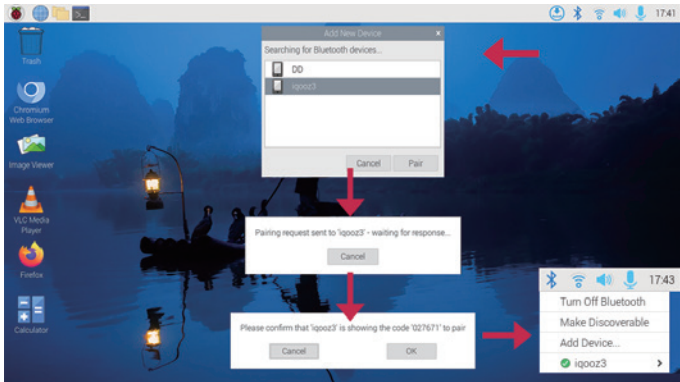 17:41
Add New Device
Searching for Bluetooth devices...
DD
iqooz3
Cancel
Pair
Trash
Chromium
Web Browser
Image Viewer
VLC Media
Player
Firefox
Calculator
Pairing request sent to 'iqooz3' - waiting for response...
Cancel
Please confirm that 'iqooz3' is showing the code '027671' to pair
Cancel
OK
17:43
Turn Off Bluetooth
Make Discoverable
Add Device...
iqooz3